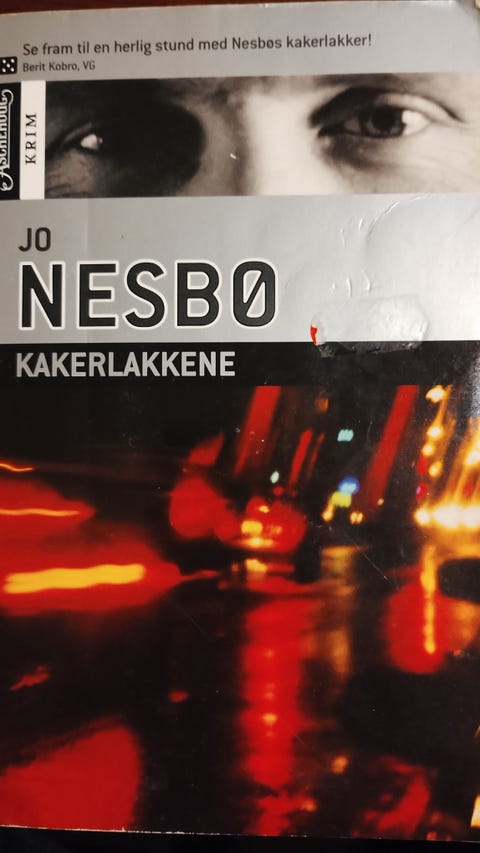 Se fram til en herlig stund med Nesbøs kakerlakker!
Berit Kobro, VG
ASCHEHOUG
KRIM
JO
NESBØ
KAKERLAKKENE